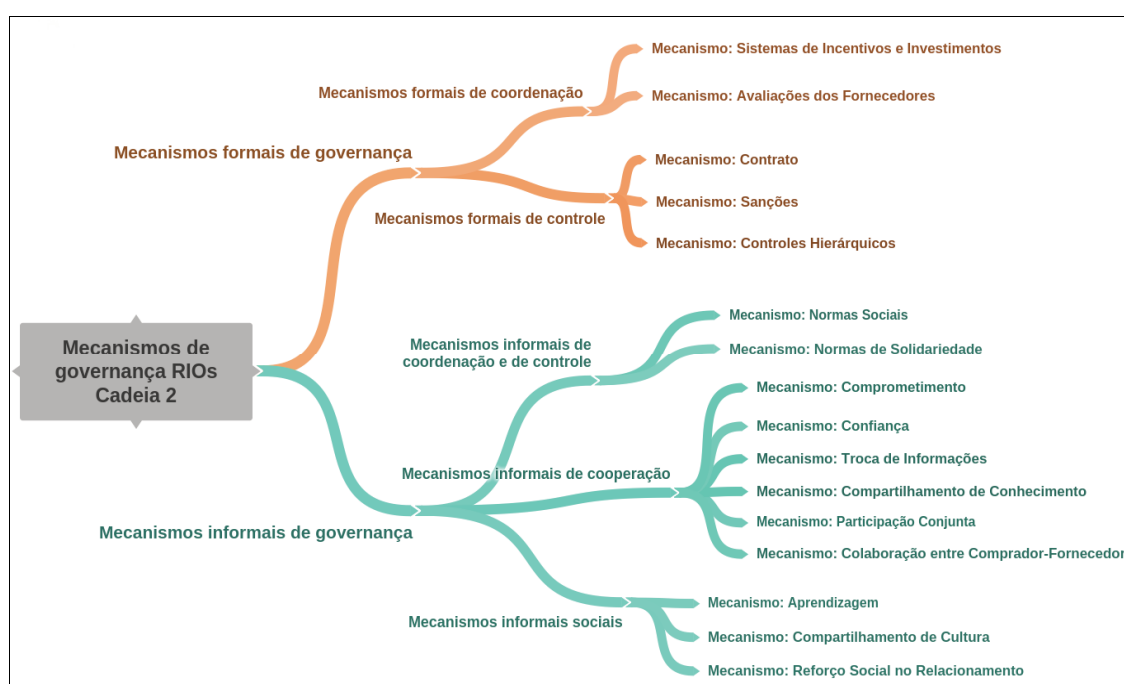 Mecanismos de
governança RIOs
Cadeia 2
Mecanismos formais de governança
Mecanismos formais de coordenação
Mecanismo: Sistemas de Incentivos e Investimentos
Mecanismo: Avaliações dos Fornecedores
Mecanismos formais de controle
Mecanismo: Contrato
Mecanismo: Sanções
Mecanismo: Controles Hierárquicos
Mecanismos informais de governança
Mecanismos informais de
coordenação e de controle
Mecanismo: Normas Sociais
Mecanismo: Normas de Solidariedade
Mecanismos informais de cooperação
Mecanismo: Comprometimento
Mecanismo: Confiança
Mecanismo: Troca de Informações
Mecanismo: Compartilhamento de Conhecimento
Mecanismo: Participação Conjunta
Mecanismo: Colaboração entre Comprador-Fornecedor
Mecanismos informais sociais
Mecanismo: Aprendizagem
Mecanismo: Compartilhamento de Cultura
Mecanismo: Reforço Social no Relacionamento